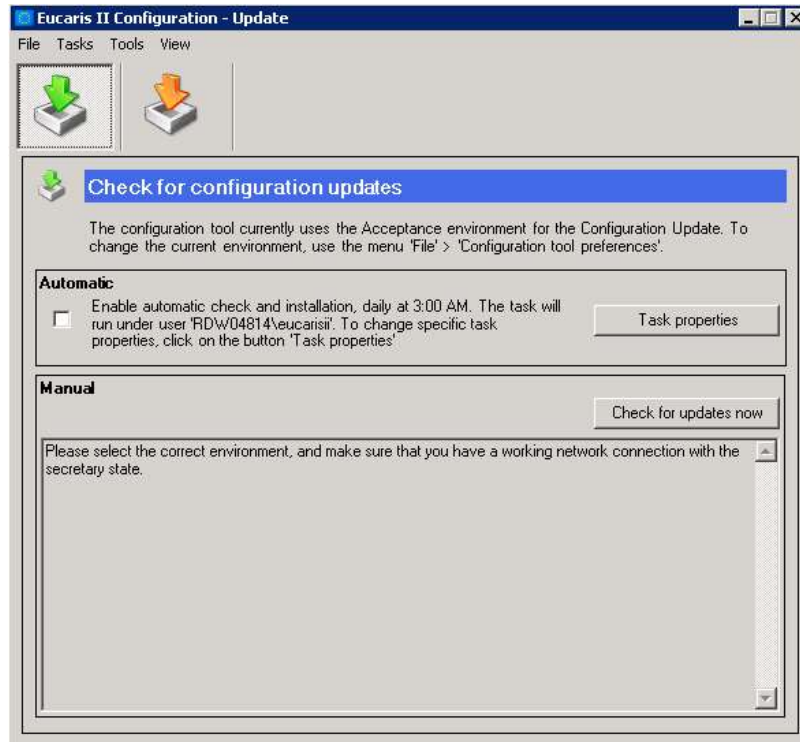 Eucaris II Configuration - Update
File Tasks Tools View
Check for configuration updates
The configuration tool currently uses the Acceptance environment for the Configuration Update. To
change the current environment, use the menu 'File' > 'Configuration tool preferences'.
Automatic
Enable automatic check and installation, daily at 3:00 AM. The task will
run under user 'RDW04814\eucarisii'. To change specific task
properties, click on the button 'Task properties'
Task properties
Manual
Check for updates now
Please select the correct environment, and make sure that you have a working network connection with the
secretary state.